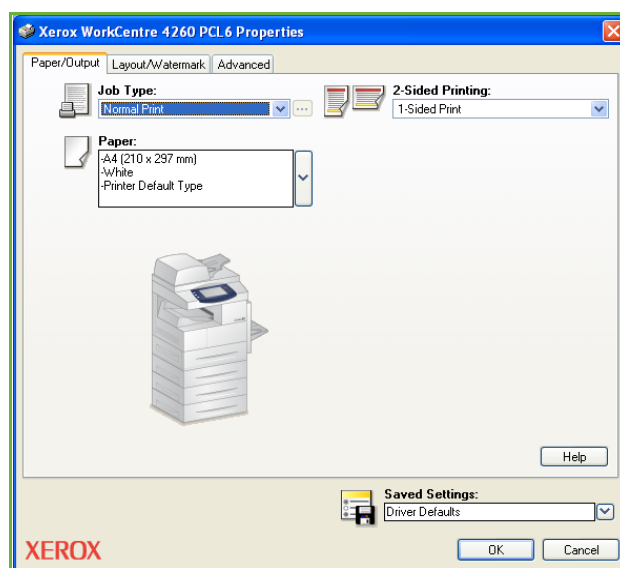 Xerox WorkCentre 4260 PCL6 Properties
Paper/Output Layout/Watermark Advanced
Job Type:
Normal Print
2-Sided Printing:
1-Sided Print
Paper:
-A4 (210 x 297 mm)
-White
-Printer Default Type
Help
Saved Settings:
Driver Defaults
XEROX
OK Cancel